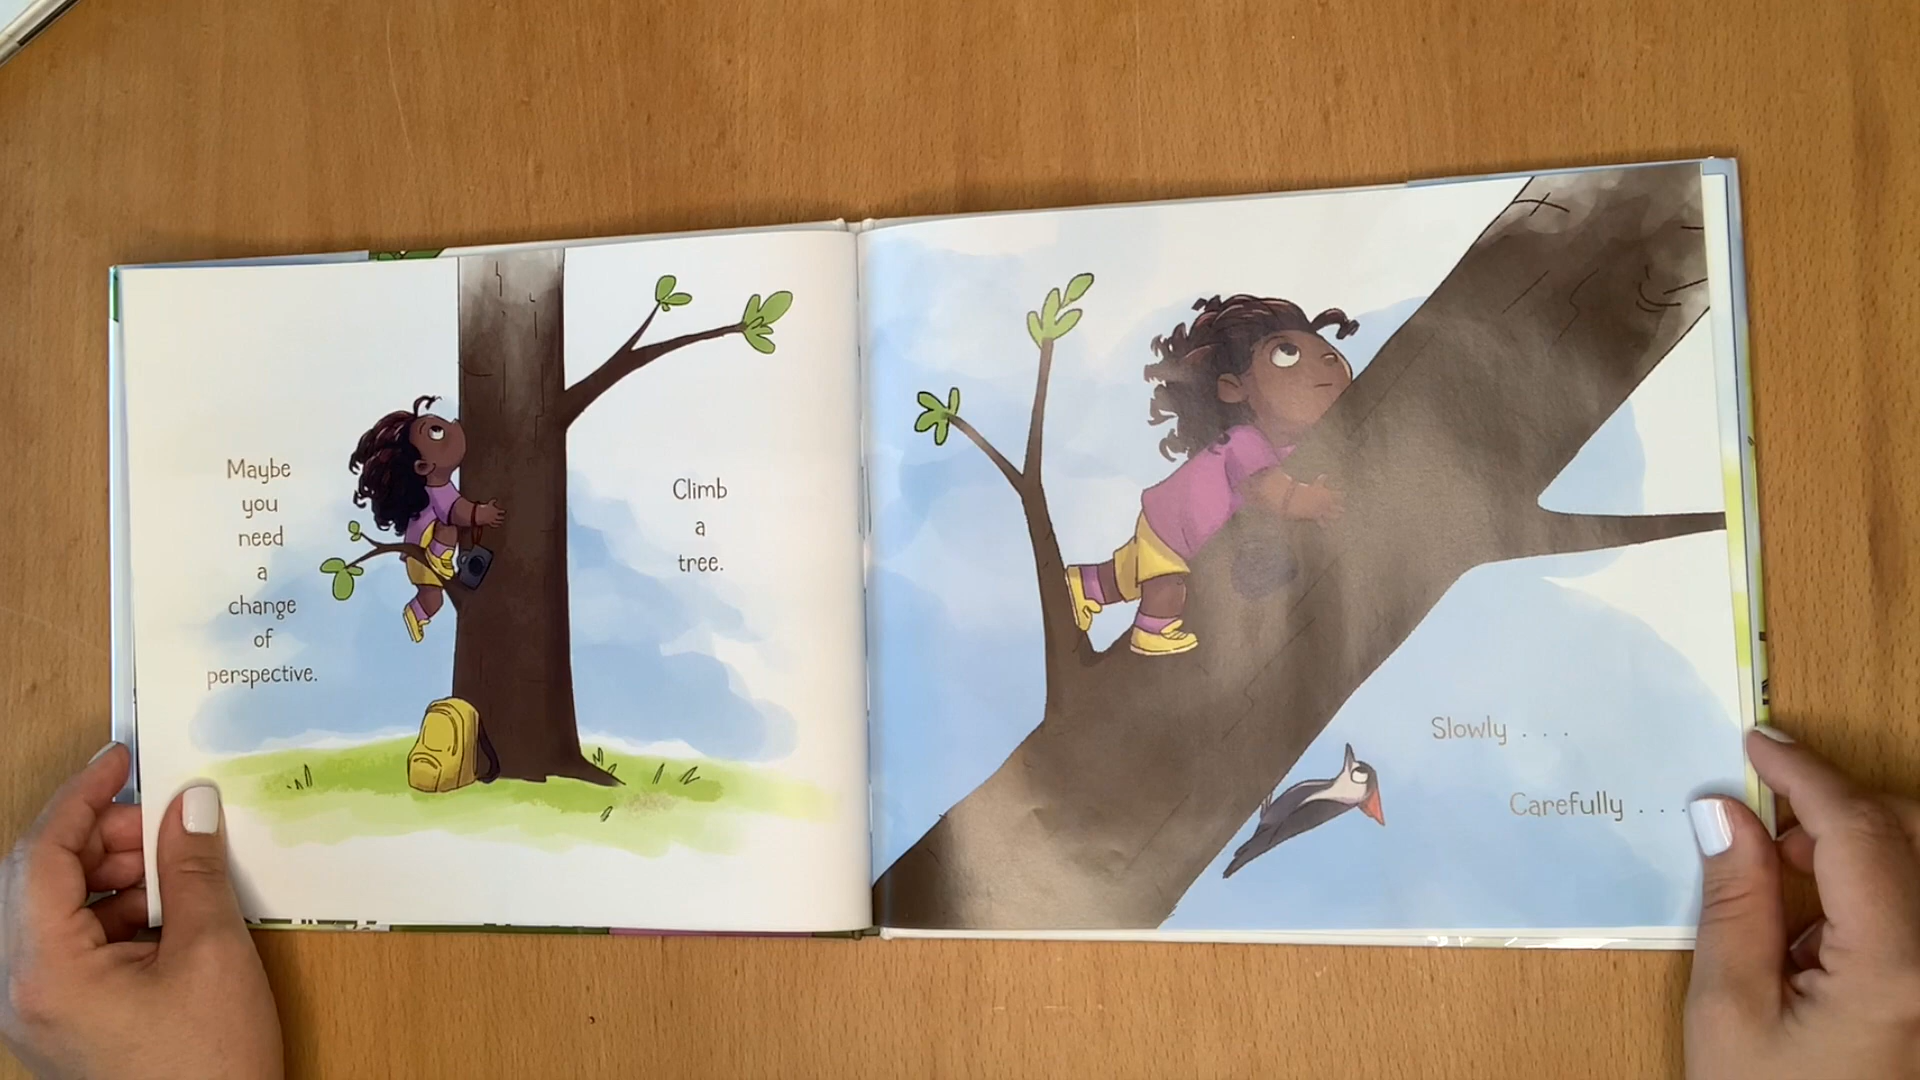 Maybe
you
need
a
change
of
perspective.
Climb
a
tree.
Slowly . . .
Carefully . . .